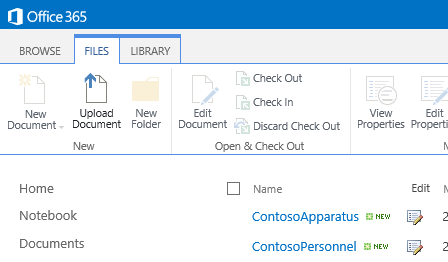 Office 365
BROWSE FILES LIBRARY
New Document
Upload Document
New Folder
New
Edit Document
Check Out
Check In
Discard Check Out
Open & Check Out
View Properties
Edit
Home
Notebook
Documents
Name Edit
ContosoApparatus NEW
ContosoPersonnel NEW